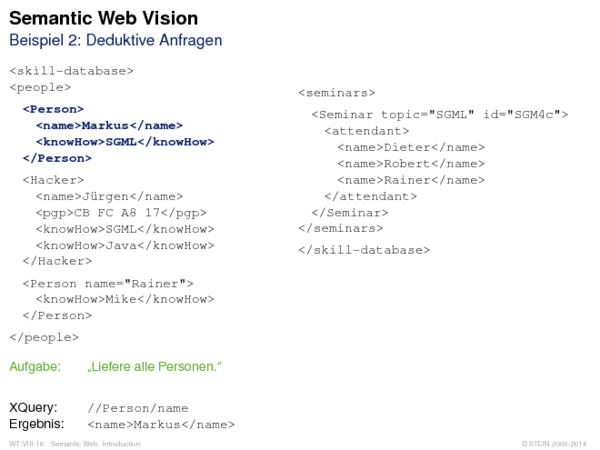 Semantic Web Vision
Beispiel 2: Deduktive Anfragen
<skill-database>
<people>
<Person>
<name>Markus</name>
<knowHow>SGML</knowHow>
</Person>
<Hacker>
<name>Jürgen</name>
<pgp>CB FC A8 17</pgp>
<knowHow>SGML</knowHow>
<knowHow>Java</knowHow>
</Hacker>
<Person name="Rainer">
<knowHow>Mike</knowHow>
</Person>
</people>
<seminars>
<Seminar topic="SGML" id="SGM4c">
<attendant>
<name>Dieter</name>
<name>Robert</name>
<name>Rainer</name>
</attendant>
</Seminar>
</seminars>
</skill-database>
Aufgabe: „Liefere alle Personen.“
XQuery: //Person/name
Ergebnis: <name>Markus</name>
WT:VIII-16 Semantic Web: Introduction © STEIN 2005-2014